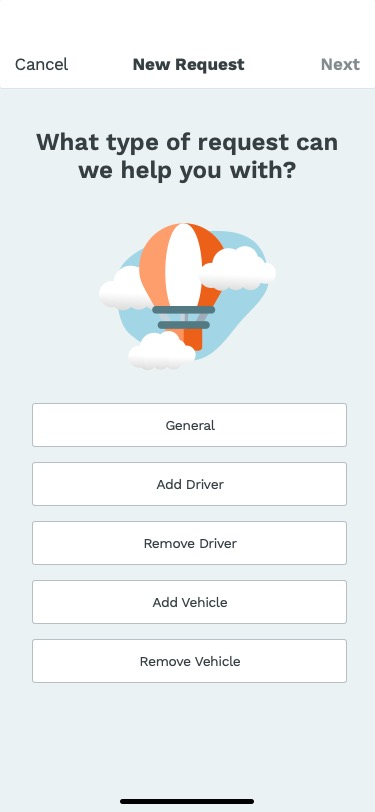 Cancel New Request Next
What type of request can
we help you with?
General
Add Driver
Remove Driver
Add Vehicle
Remove Vehicle